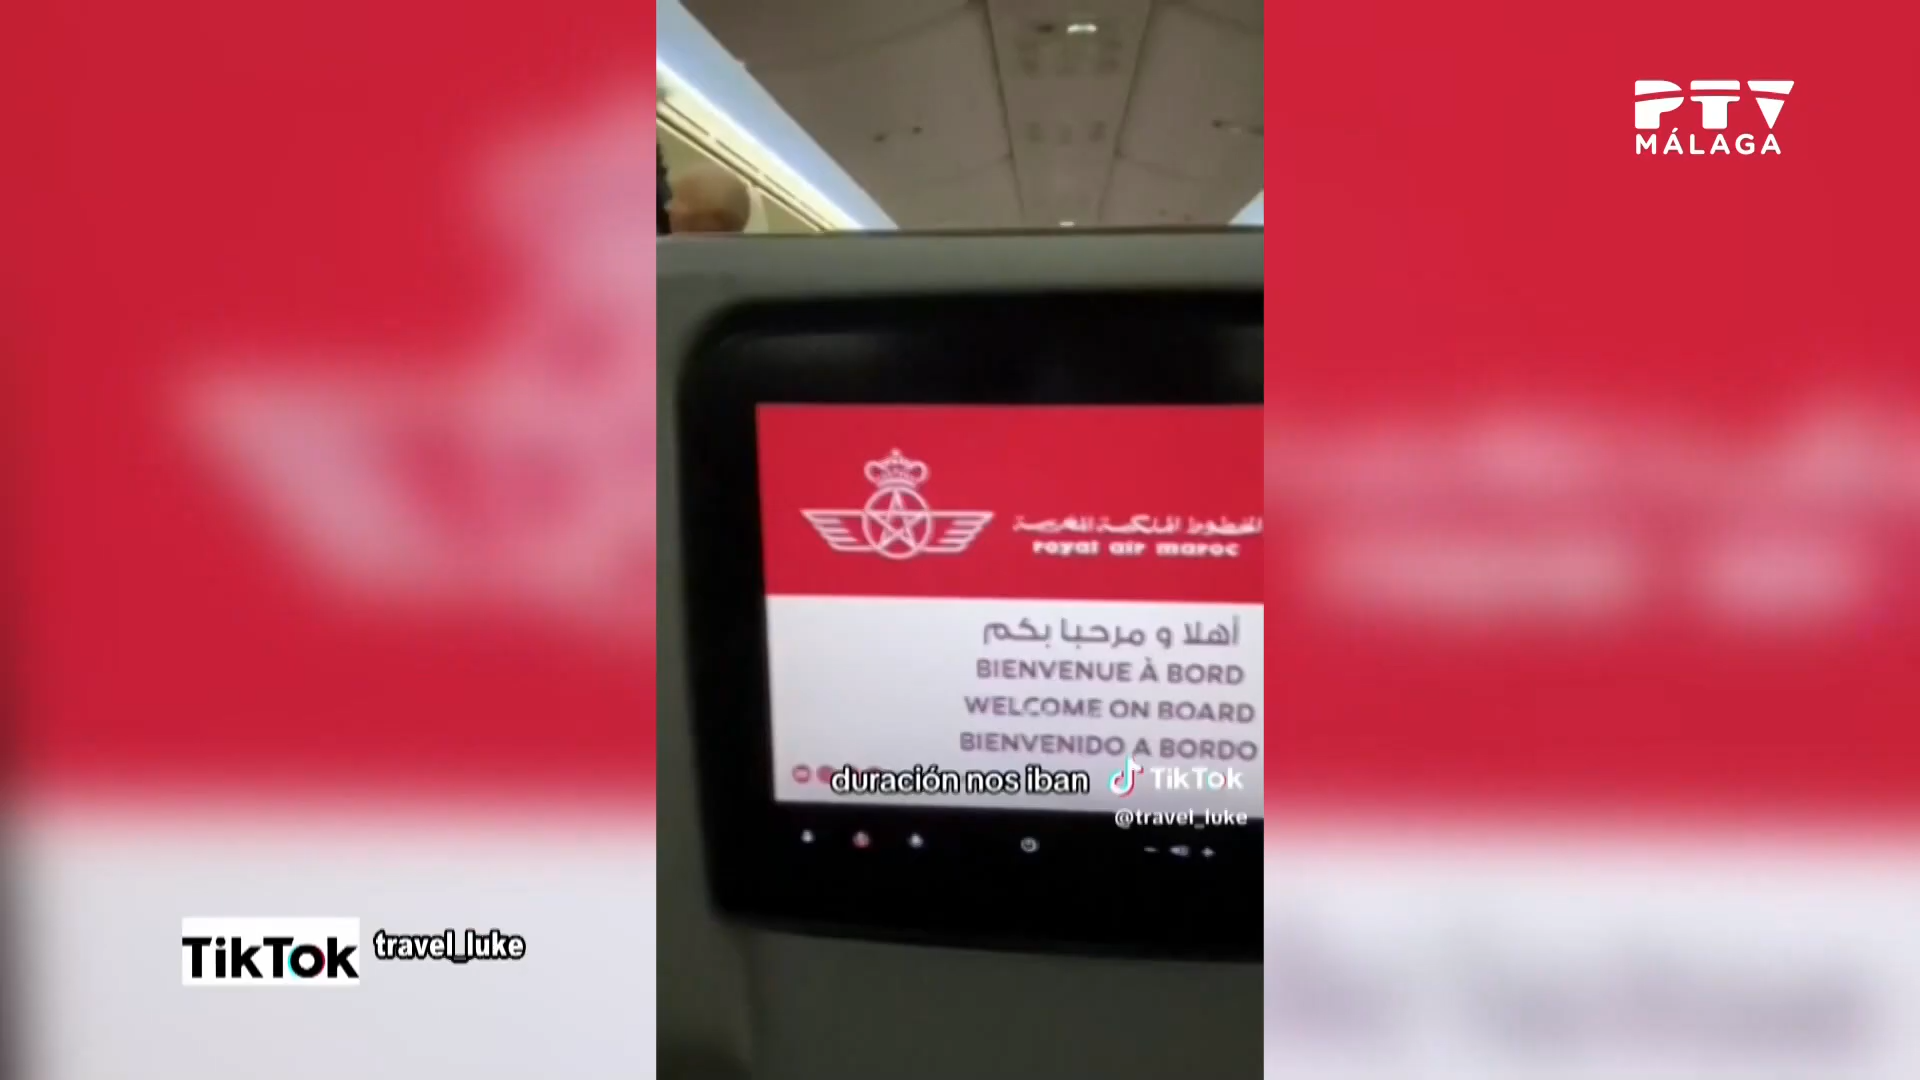 PTV
MÁLAGA
الخطوط الملكية المغربية
royal air maroc
أهلا و مرحبا بكم
BIENVENUE À BORD
WELCOME ON BOARD
BIENVENIDO A BORDO
duración nos iban
TikTok
@travel_luke
TikTok
travel_luke